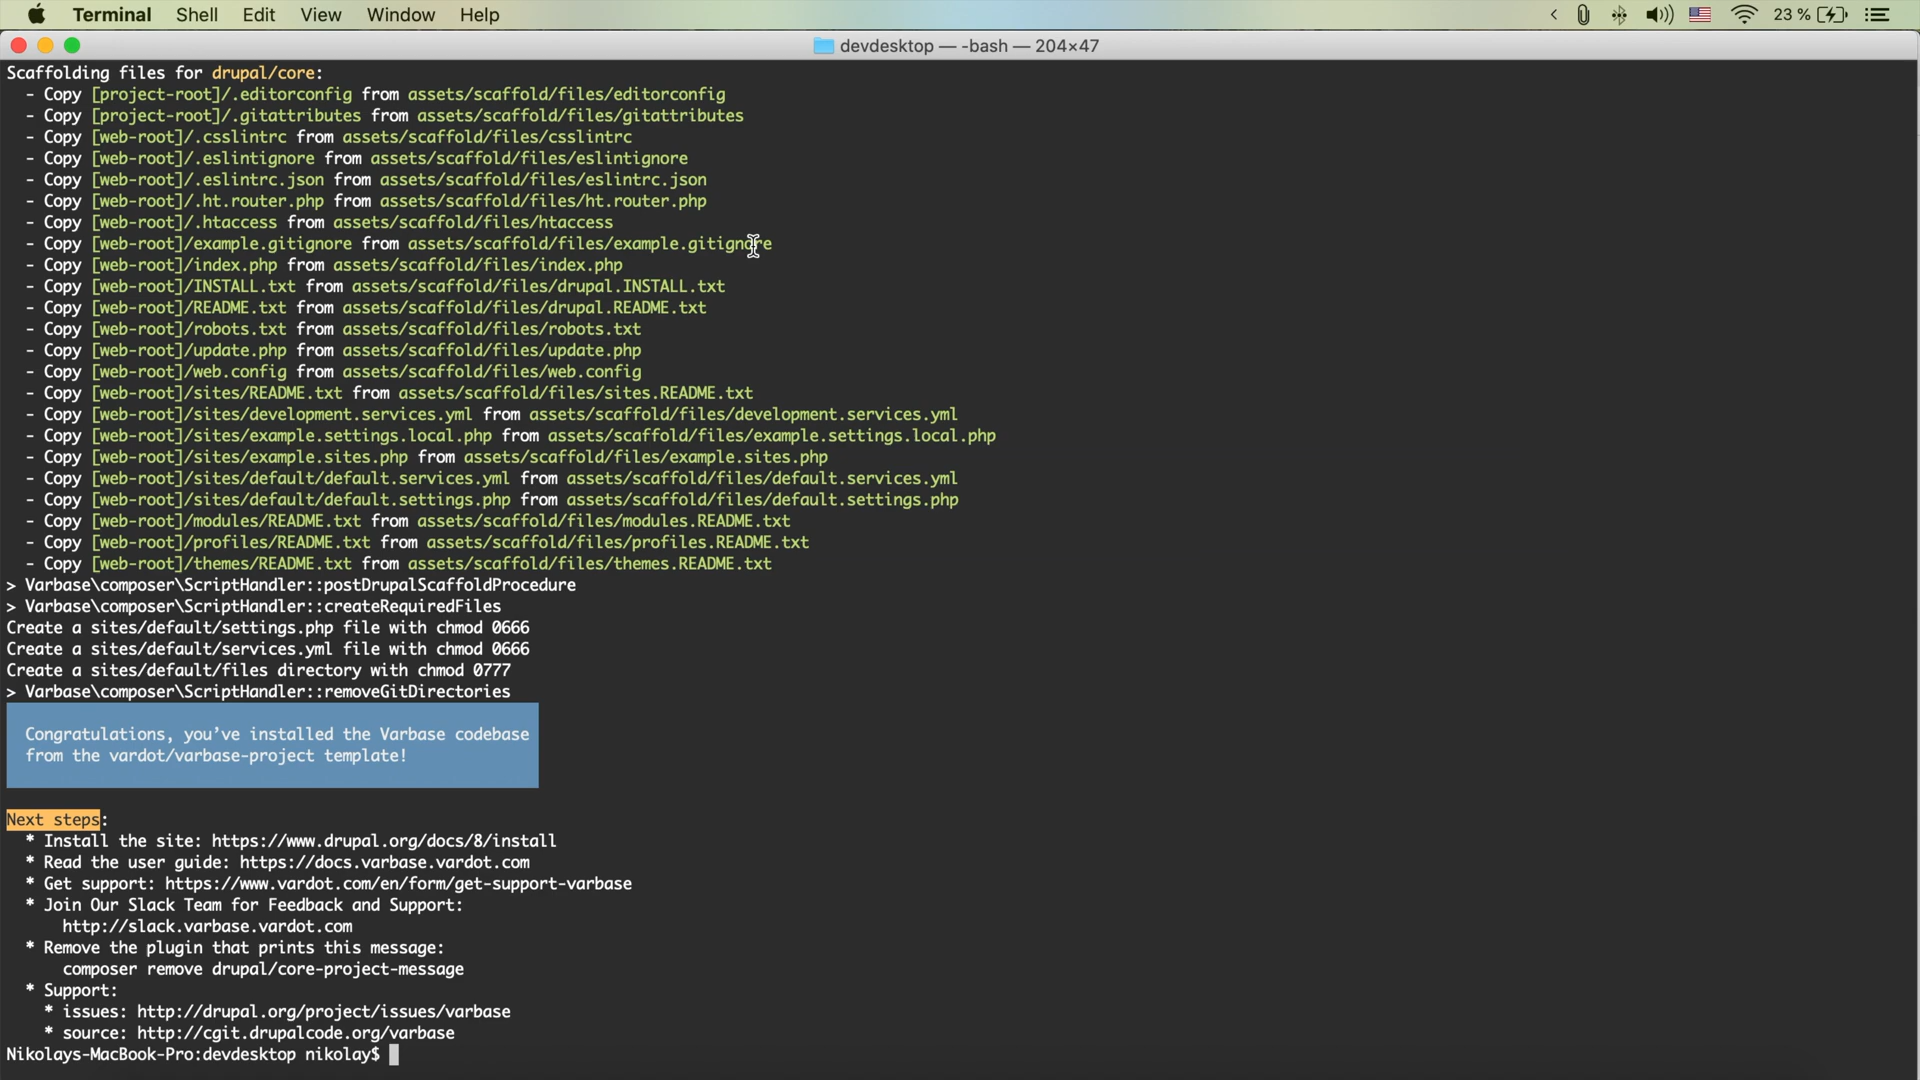 Terminal Shell Edit View Window Help 23 %
devdesktop — -bash — 204×47
Scaffolding files for drupal/core:
- Copy [project-root]/.editorconfig from assets/scaffold/files/editorconfig
- Copy [project-root]/.gitattributes from assets/scaffold/files/gitattributes
- Copy [web-root]/.csslintrc from assets/scaffold/files/csslintrc
- Copy [web-root]/.eslintignore from assets/scaffold/files/eslintignore
- Copy [web-root]/.eslintrc.json from assets/scaffold/files/eslintrc.json
- Copy [web-root]/.ht.router.php from assets/scaffold/files/ht.router.php
- Copy [web-root]/.htaccess from assets/scaffold/files/htaccess
- Copy [web-root]/example.gitignore from assets/scaffold/files/example.gitignore
- Copy [web-root]/index.php from assets/scaffold/files/index.php
- Copy [web-root]/INSTALL.txt from assets/scaffold/files/drupal.INSTALL.txt
- Copy [web-root]/README.txt from assets/scaffold/files/drupal.README.txt
- Copy [web-root]/robots.txt from assets/scaffold/files/robots.txt
- Copy [web-root]/update.php from assets/scaffold/files/update.php
- Copy [web-root]/web.config from assets/scaffold/files/web.config
- Copy [web-root]/sites/README.txt from assets/scaffold/files/sites.README.txt
- Copy [web-root]/sites/development.services.yml from assets/scaffold/files/development.services.yml
- Copy [web-root]/sites/example.settings.local.php from assets/scaffold/files/example.settings.local.php
- Copy [web-root]/sites/example.sites.php from assets/scaffold/files/example.sites.php
- Copy [web-root]/sites/default/default.services.yml from assets/scaffold/files/default.services.yml
- Copy [web-root]/sites/default/default.settings.php from assets/scaffold/files/default.settings.php
- Copy [web-root]/modules/README.txt from assets/scaffold/files/modules.README.txt
- Copy [web-root]/profiles/README.txt from assets/scaffold/files/profiles.README.txt
- Copy [web-root]/themes/README.txt from assets/scaffold/files/themes.README.txt
> Varbase\composer\ScriptHandler::postDrupalScaffoldProcedure
> Varbase\composer\ScriptHandler::createRequiredFiles
Create a sites/default/settings.php file with chmod 0666
Create a sites/default/services.yml file with chmod 0666
Create a sites/default/files directory with chmod 0777
> Varbase\composer\ScriptHandler::removeGitDirectories
Congratulations, you’ve installed the Varbase codebase
from the vardot/varbase-project template!
Next steps:
* Install the site: https://www.drupal.org/docs/8/install
* Read the user guide: https://docs.varbase.vardot.com
* Get support: https://www.vardot.com/en/form/get-support-varbase
* Join Our Slack Team for Feedback and Support:
http://slack.varbase.vardot.com
* Remove the plugin that prints this message:
composer remove drupal/core-project-message
* Support:
* issues: http://drupal.org/project/issues/varbase
* source: http://cgit.drupalcode.org/varbase
Nikolays-MacBook-Pro:devdesktop nikolay$